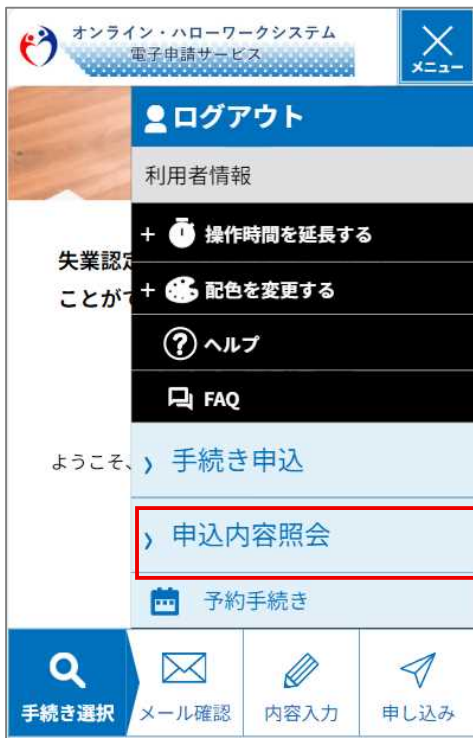 オンライン・ハローワークシステム
電子申請サービス
メニュー
ログアウト
利用者情報
+ 操作時間を延長する
失業認定
+ 配色を変更する
ことがで
ヘルプ
FAQ
ようこそ、
› 手続き申込
› 申込内容照会
予約手続き
手続き選択
メール確認
内容入力
申し込み